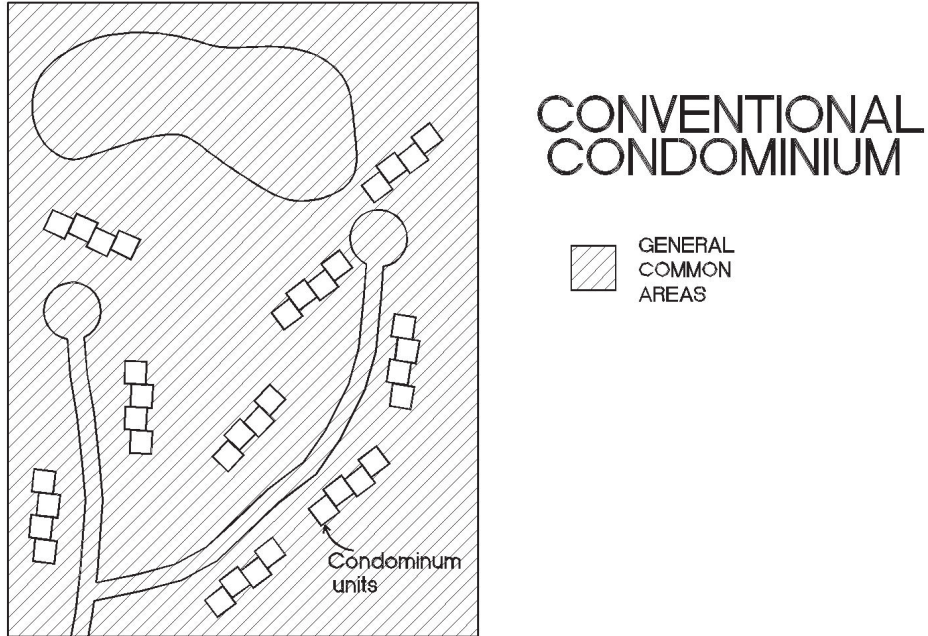 CONVENTIONAL
CONDOMINIUM
GENERAL
COMMON
AREAS
Condominum
units